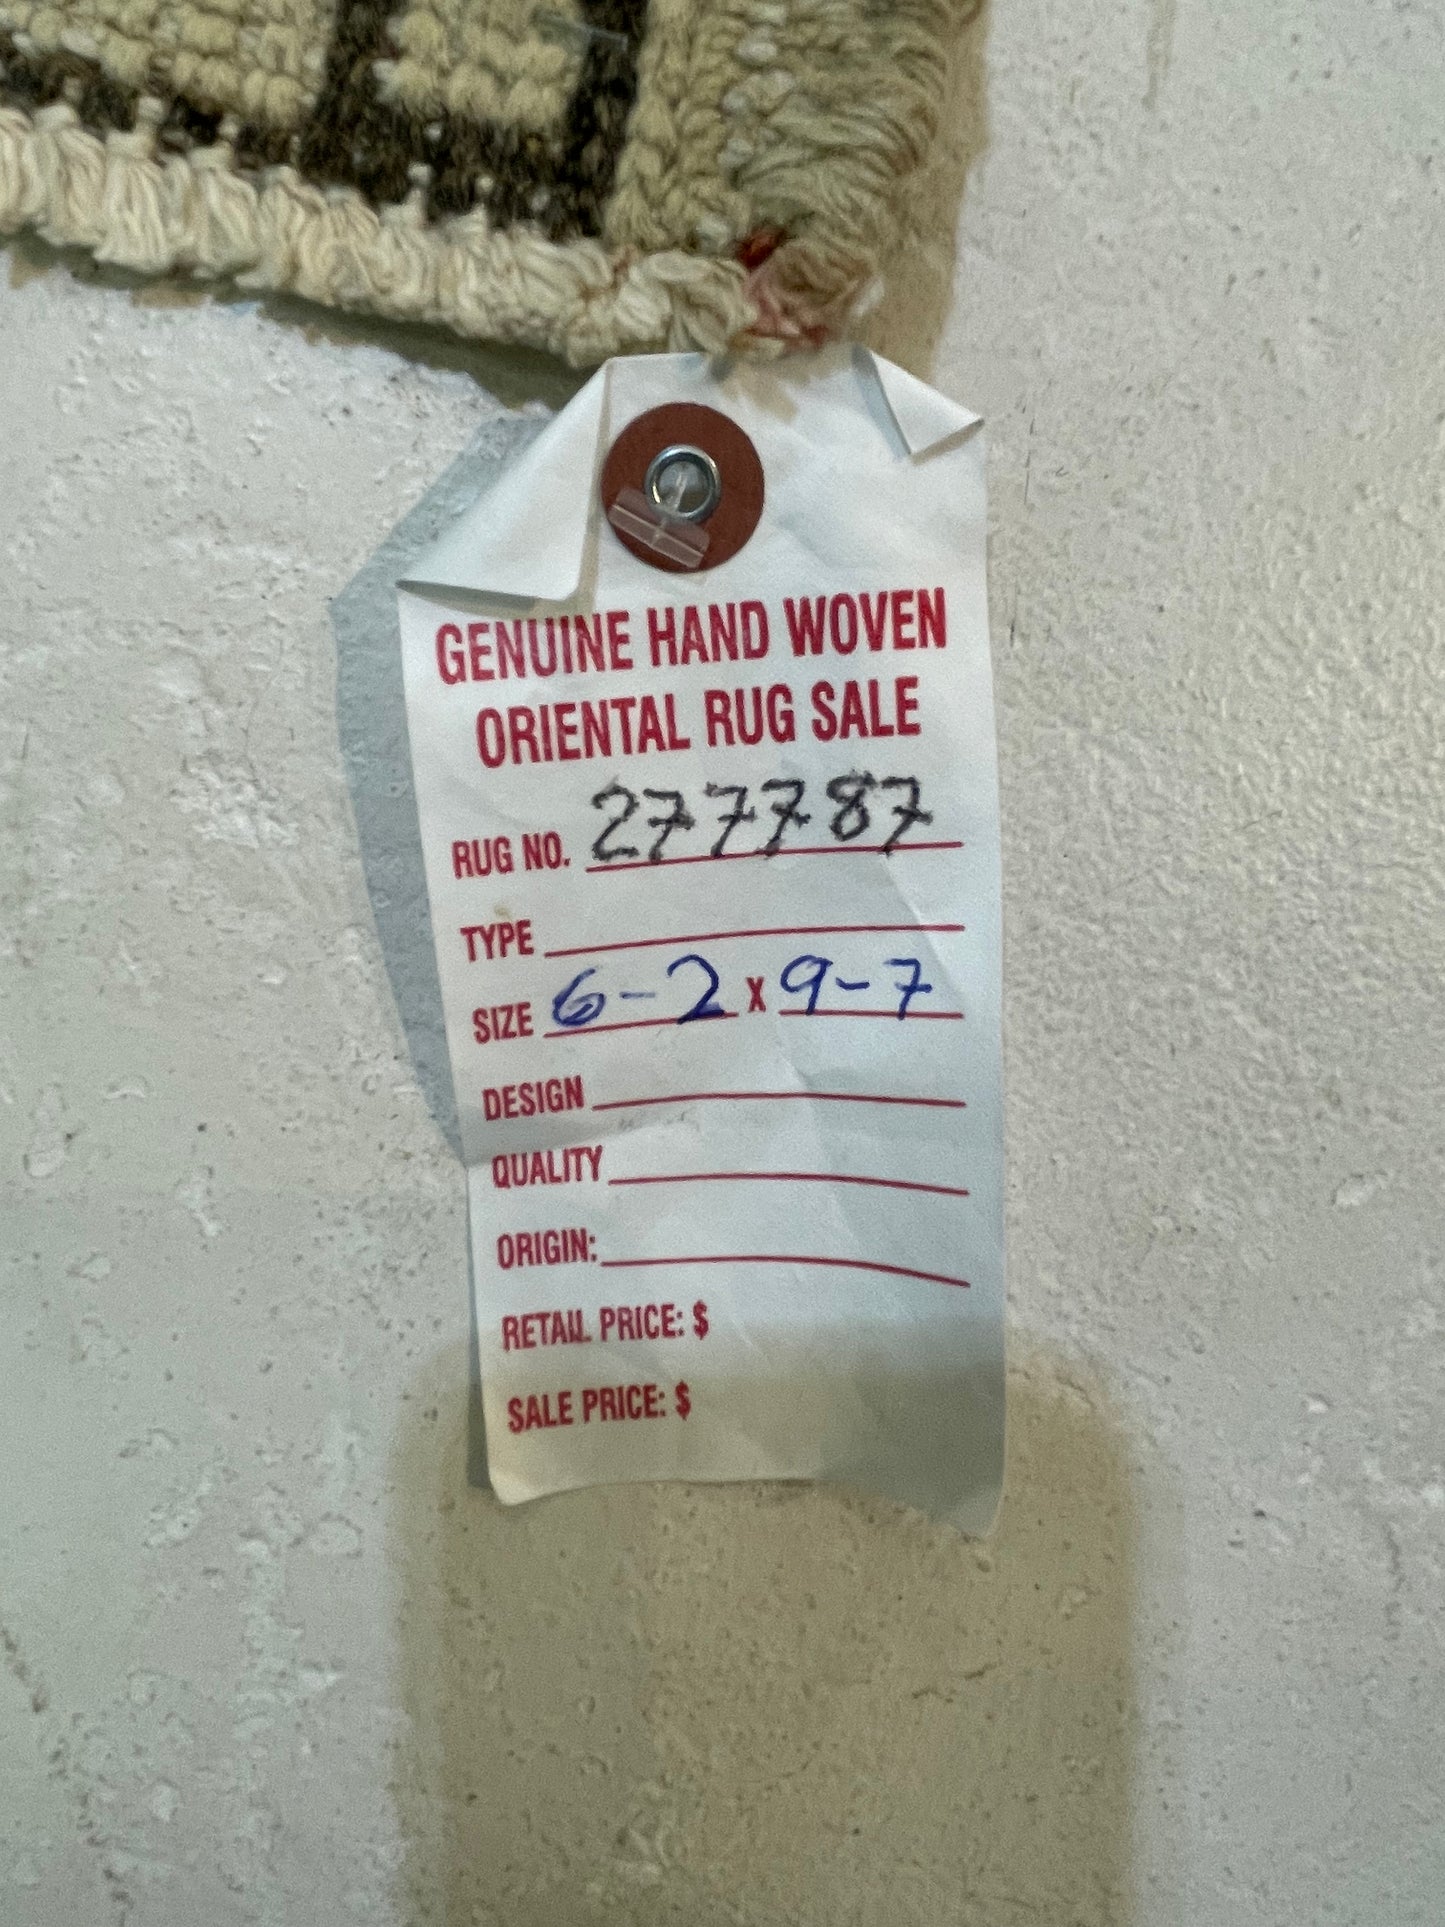 GENUINE HAND WOVEN
ORIENTAL RUG SALE
RUG NO. 277787
TYPE
SIZE 6-2 x 9-7
DESIGN
QUALITY
ORIGIN:
RETAIL PRICE: $
SALE PRICE: $